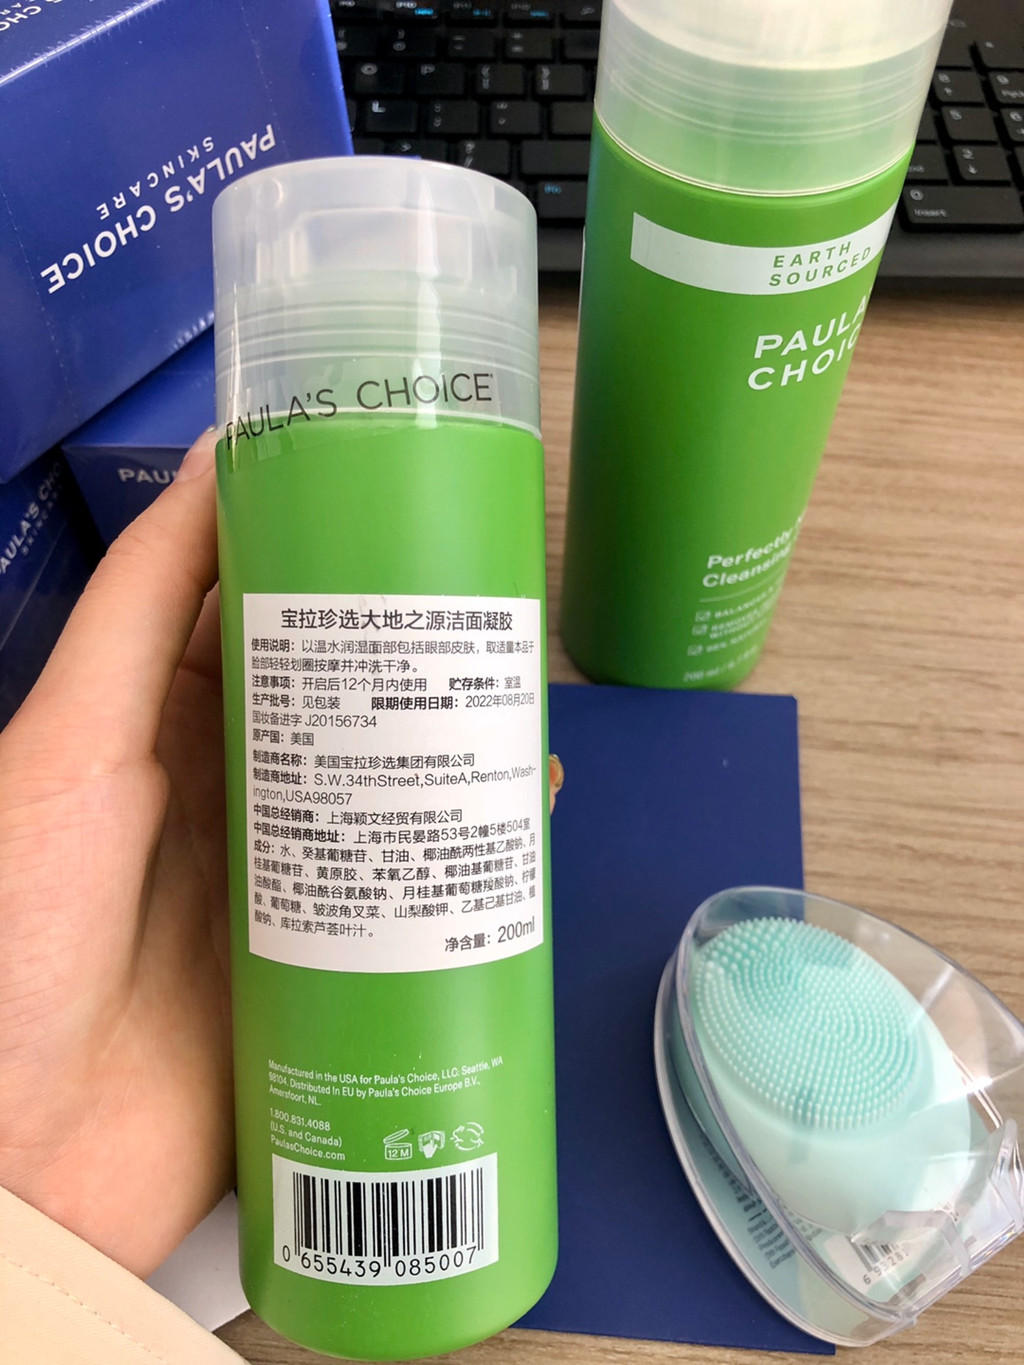 PAULA'S CHOICE
SKINCARE
PAULA'S CHOICE
SKINCARE
EARTH
SOURCED
PAULA'
CHOIC
Perfectly
Cleansing
PAULA'S CHOICE
宝拉珍选大地之源洁面凝胶
使用说明：以温水润湿面部包括眼部皮肤，取适量本品于
脸部轻轻划圈按摩并冲洗干净。
注意事项：开启后12个月内使用 贮存条件：室温
生产批号：见包装 限期使用日期：2022年08月20日
国妆备进字 J20156734
原产国：美国
制造商名称：美国宝拉珍选集团有限公司
制造商地址：S.W.34thStreet,SuiteA,Renton,Wash-
ington,USA98057
中国总经销商：上海颖文经贸有限公司
中国总经销商地址：上海市民晏路53号2幢5楼504室
成分：水、癸基葡糖苷、甘油、椰油酰两性基乙酸钠、月
桂基葡糖苷、黄原胶、苯氧乙醇、椰油基葡糖苷、甘油
油酸酯、椰油酰谷氨酸钠、月桂基葡萄糖羧酸钠、柠檬
酸、葡萄糖、皱波角叉菜、山梨酸钾、乙基己基甘油、植
酸钠、库拉索芦荟叶汁。
净含量：200ml
Manufactured in the USA for Paula's Choice, LLC: Seattle, WA
98104. Distributed in EU by Paula's Choice Europe B.V.,
Amersfoort, NL.
1.800.831.4088
(U.S. and Canada)
PaulasChoice.com
12 M
0 655439 085007